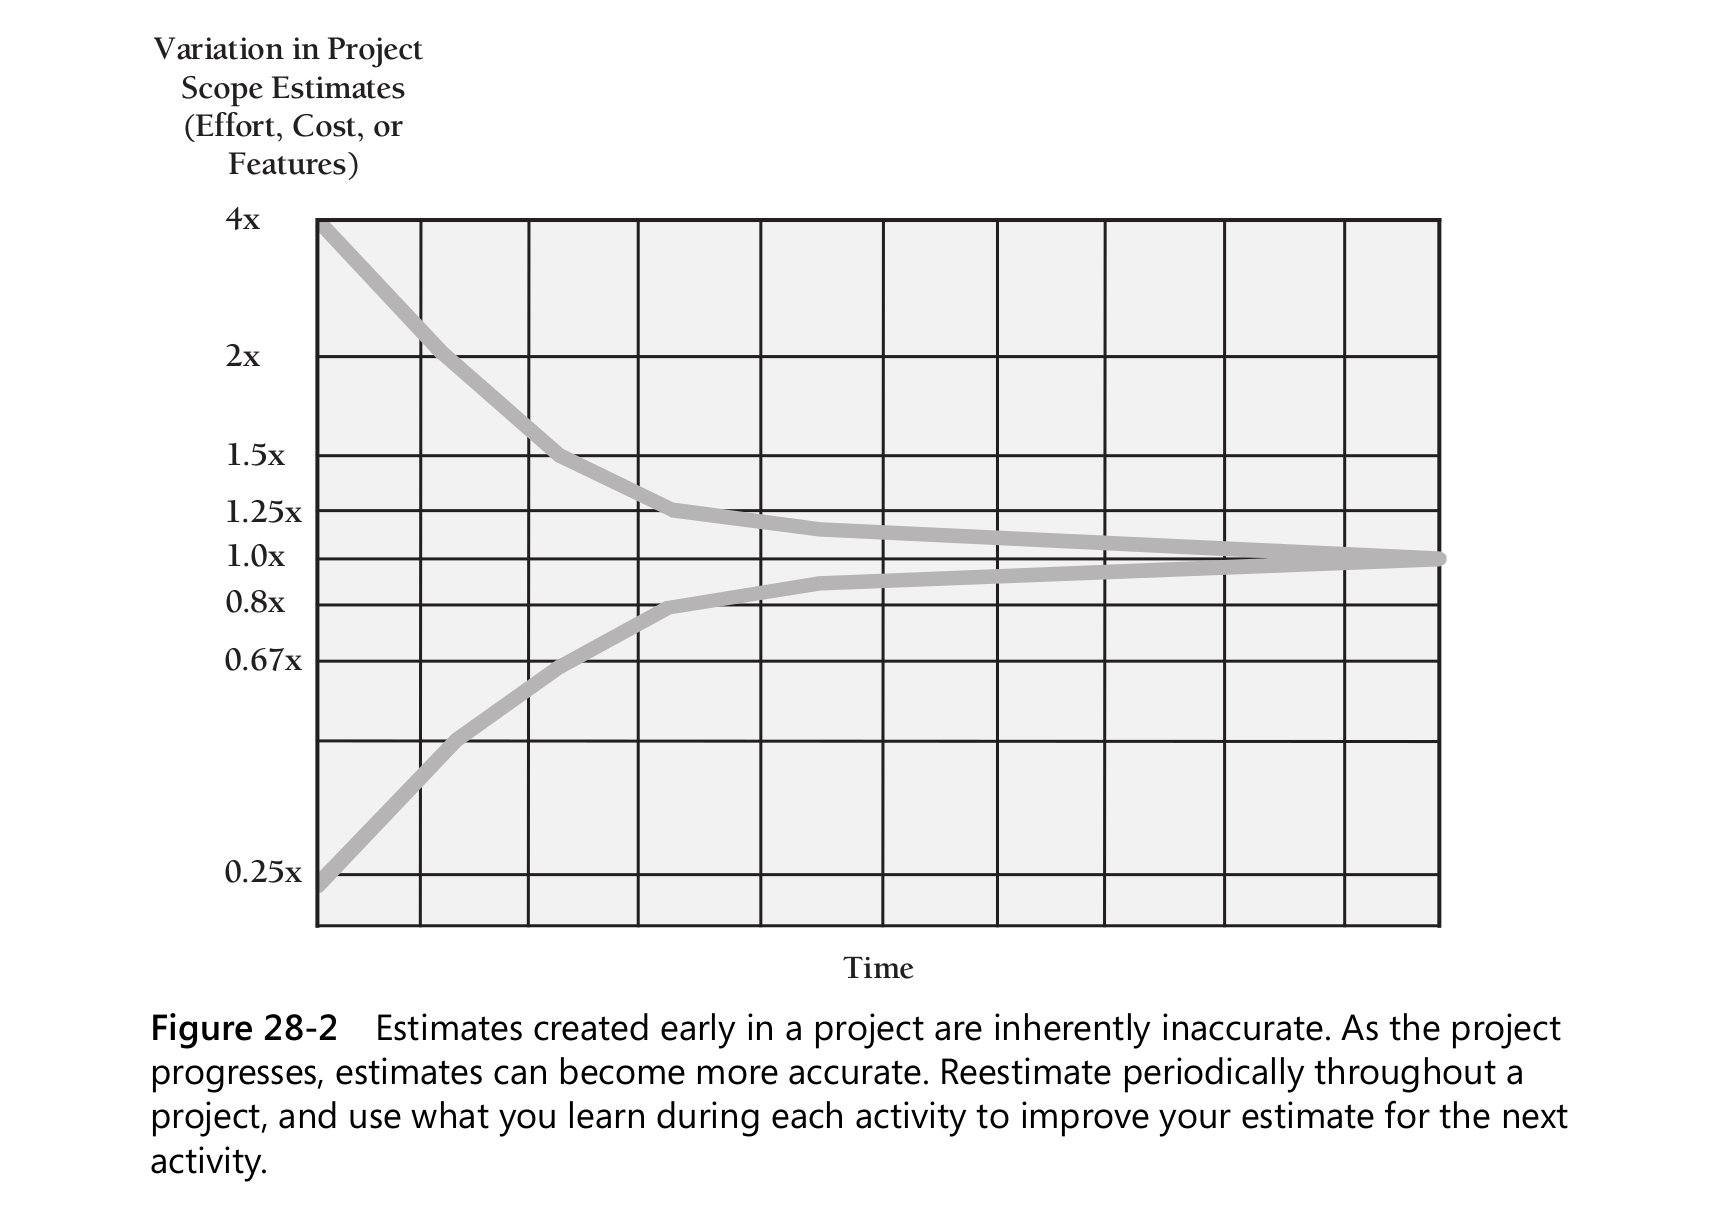 Variation in Project
Scope Estimates
(Effort, Cost, or
Features)
4x
2x
1.5x
1.25x
1.0x
0.8x
0.67x
0.25x
Time
Figure 28-2 Estimates created early in a project are inherently inaccurate. As the project
progresses, estimates can become more accurate. Reestimate periodically throughout a
project, and use what you learn during each activity to improve your estimate for the next
activity.